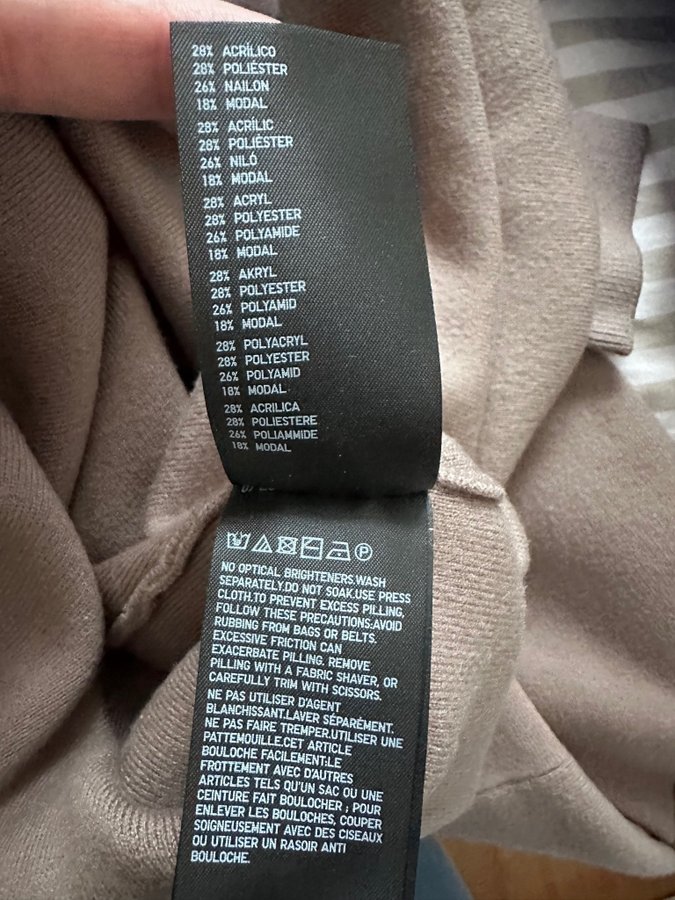 28% ACRÍLICO
28% POLIÉSTER
26% NAILON
18% MODAL
28% ACRÍLIC
28% POLIÈSTER
26% NILÓ
18% MODAL
28% ACRYL
28% POLYESTER
26% POLYAMIDE
18% MODAL
28% AKRYL
28% POLYESTER
26% POLYAMID
18% MODAL
28% POLYACRYL
28% POLYESTER
26% POLYAMID
18% MODAL
28% ACRILICA
28% POLIESTERE
26% POLIAMMIDE
18% MODAL
P
NO OPTICAL BRIGHTENERS.WASH
SEPARATELY.DO NOT SOAK.USE PRESS
CLOTH.TO PREVENT EXCESS PILLING,
FOLLOW THESE PRECAUTIONS:AVOID
RUBBING FROM BAGS OR BELTS.
EXCESSIVE FRICTION CAN
EXACERBATE PILLING. REMOVE
PILLING WITH A FABRIC SHAVER, OR
CAREFULLY TRIM WITH SCISSORS.
NE PAS UTILISER D'AGENT
BLANCHISSANT.LAVER SÉPARÉMENT.
NE PAS FAIRE TREMPER.UTILISER UNE
PATTEMOUILLE.CET ARTICLE
BOULOCHE FACILEMENT:LE
FROTTEMENT AVEC D'AUTRES
ARTICLES TELS QU'UN SAC OU UNE
CEINTURE FAIT BOULOCHER ; POUR
ENLEVER LES BOULOCHES, COUPER
SOIGNEUSEMENT AVEC DES CISEAUX
OU UTILISER UN RASOIR ANTI
BOULOCHE.